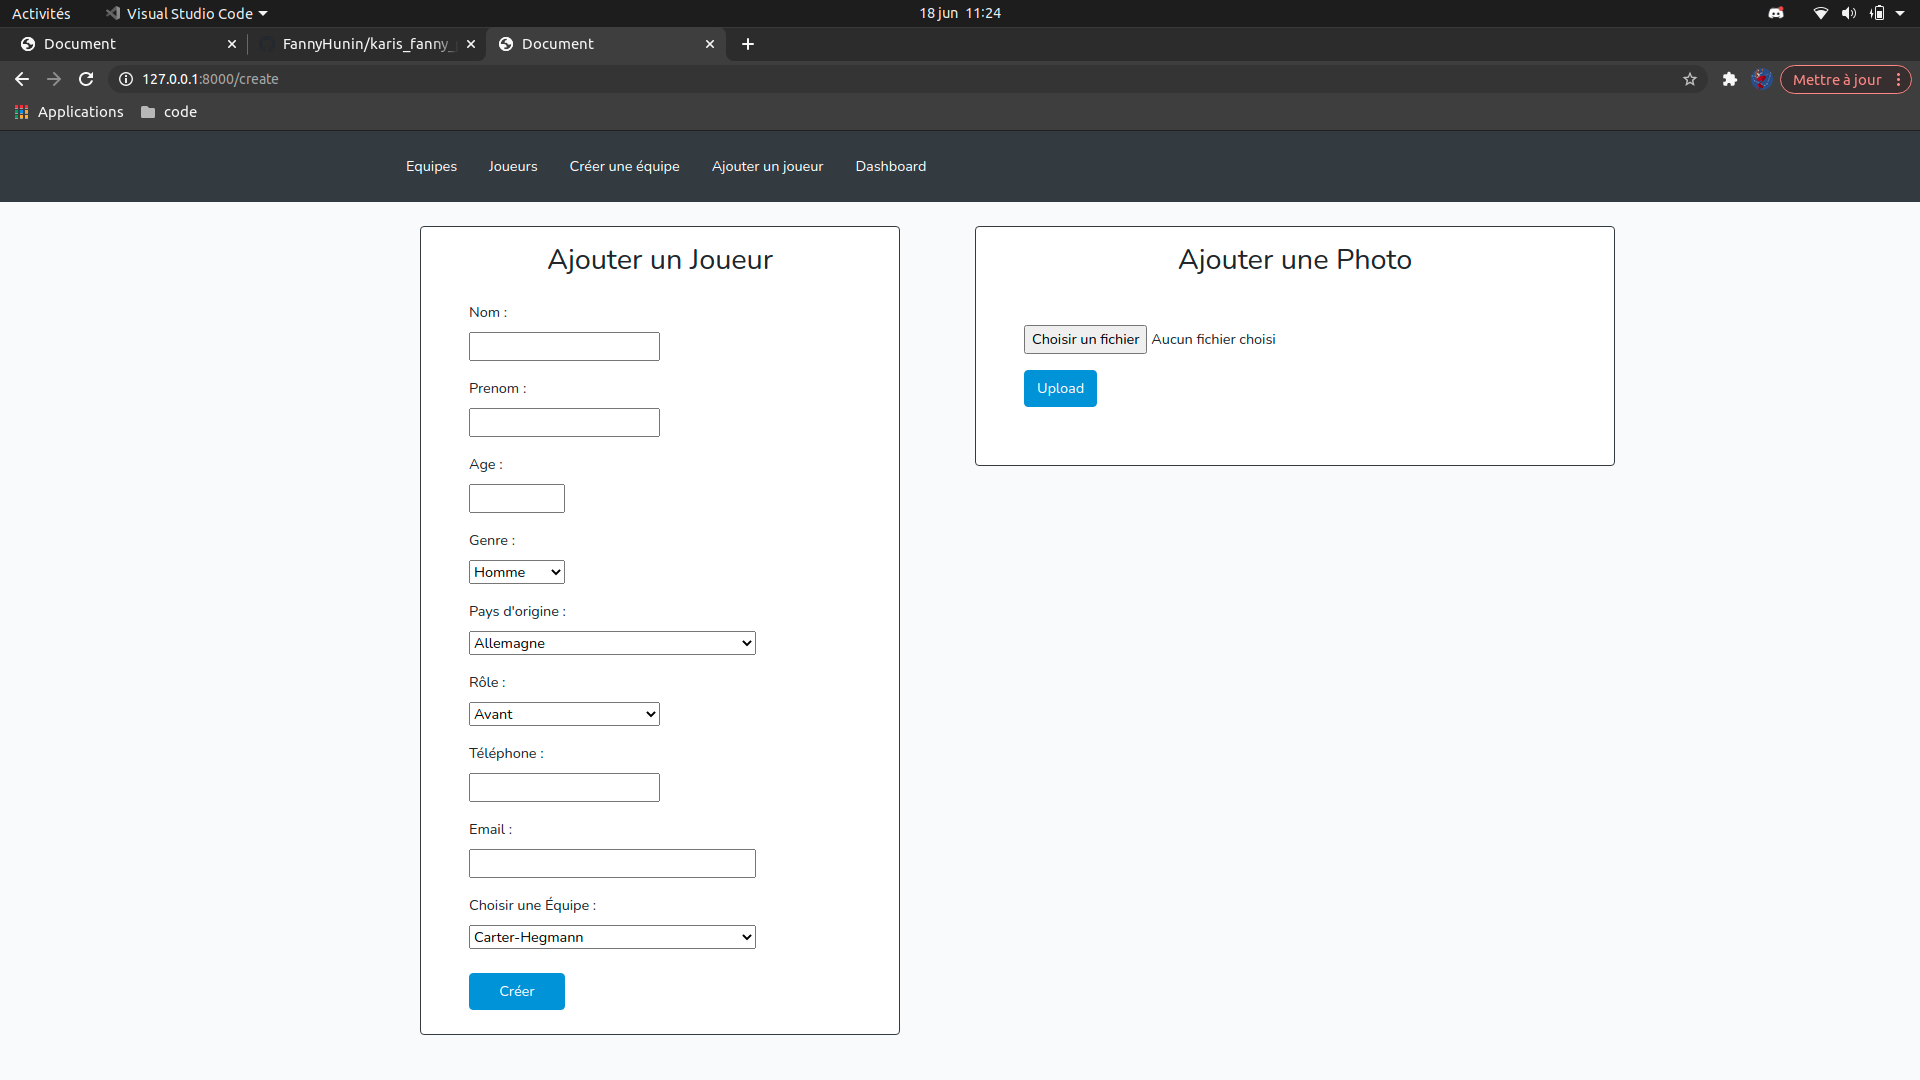 Activités Visual Studio Code 18 jun 11:24
Document FannyHunin/karis_fanny_ Document
127.0.0.1:8000/create Mettre à jour
Applications code
Equipes Joueurs Créer une équipe Ajouter un joueur Dashboard
Ajouter un Joueur
Nom :
Prenom :
Age :
Genre :
Homme
Pays d'origine :
Allemagne
Rôle :
Avant
Téléphone :
Email :
Choisir une Équipe :
Carter-Hegmann
Créer
Ajouter une Photo
Choisir un fichier Aucun fichier choisi
Upload